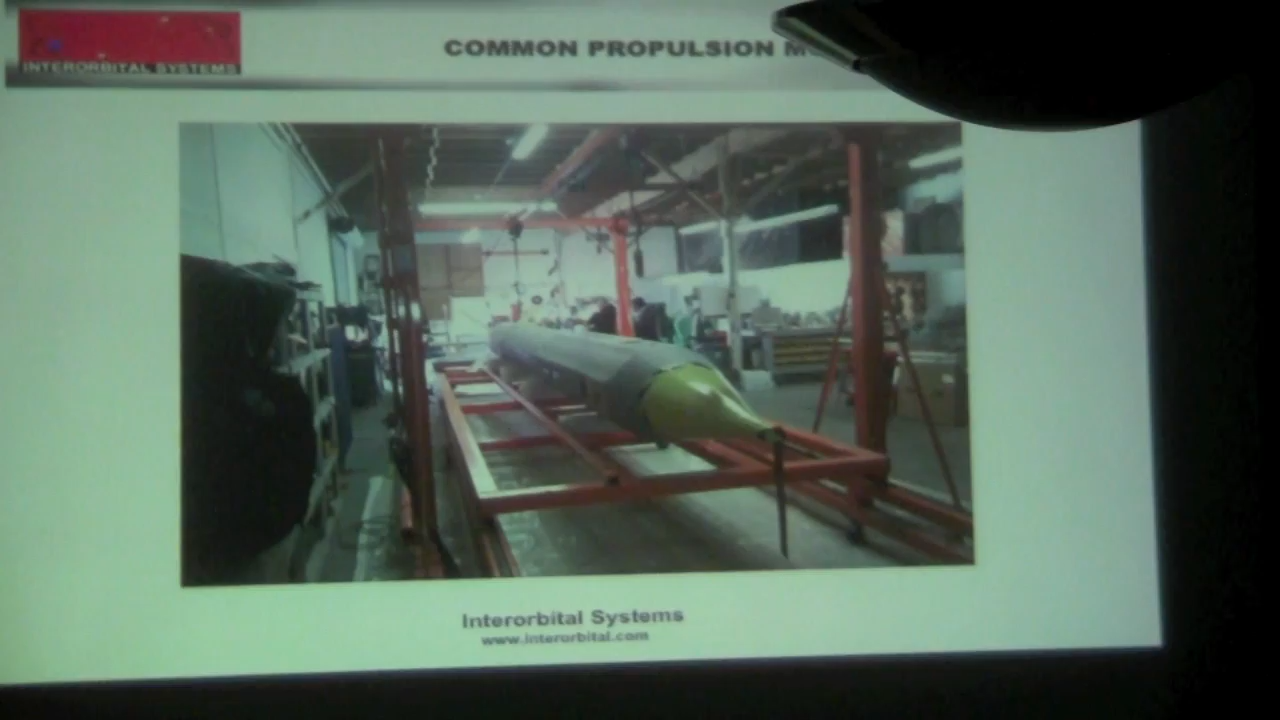 INTERORBITAL SYSTEMS
COMMON PROPULSION M
Interorbital Systems
www.interorbital.com